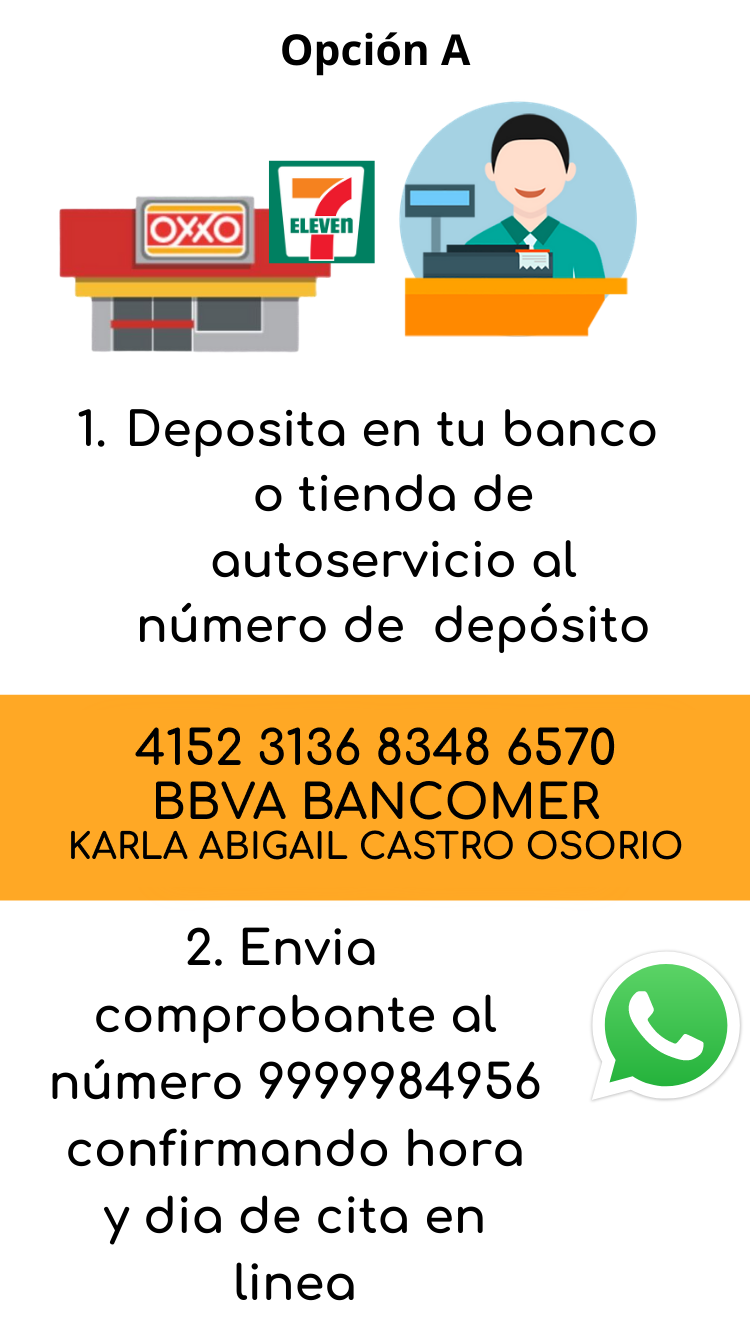 Opción A
OXXO
7
ELEVEn
1. Deposita en tu banco
o tienda de
autoservicio al
número de depósito
4152 3136 8348 6570
BBVA BANCOMER
KARLA ABIGAIL CASTRO OSORIO
2. Envia
comprobante al
número 9999984956
confirmando hora
y dia de cita en
linea